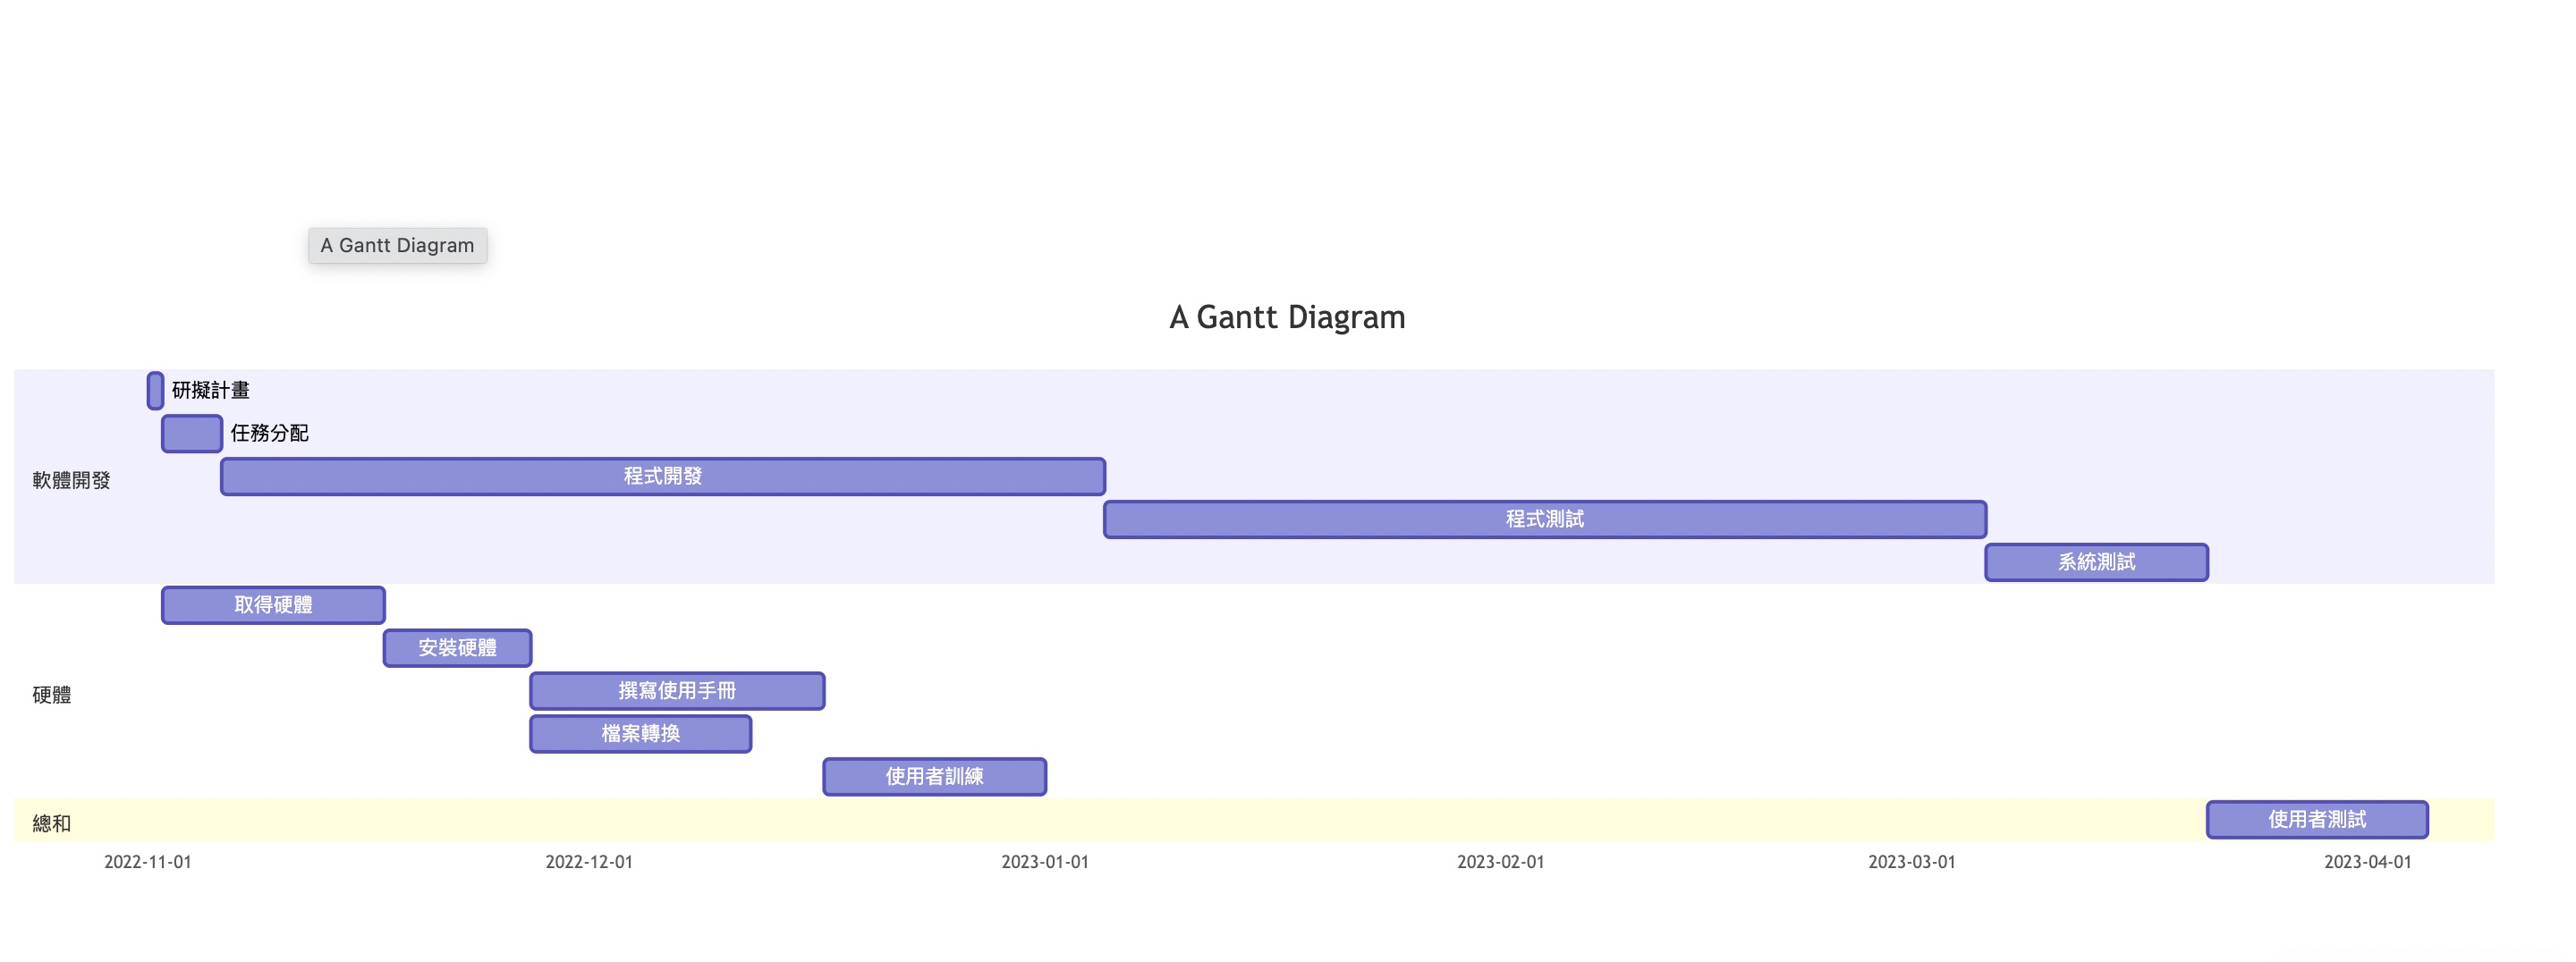 A Gantt Diagram
A Gantt Diagram
研擬計畫
任務分配
軟體開發
程式開發
程式測試
系統測試
取得硬體
安裝硬體
硬體
撰寫使用手冊
檔案轉換
使用者訓練
總和
使用者測試
2022-11-01 2022-12-01 2023-01-01 2023-02-01 2023-03-01 2023-04-01